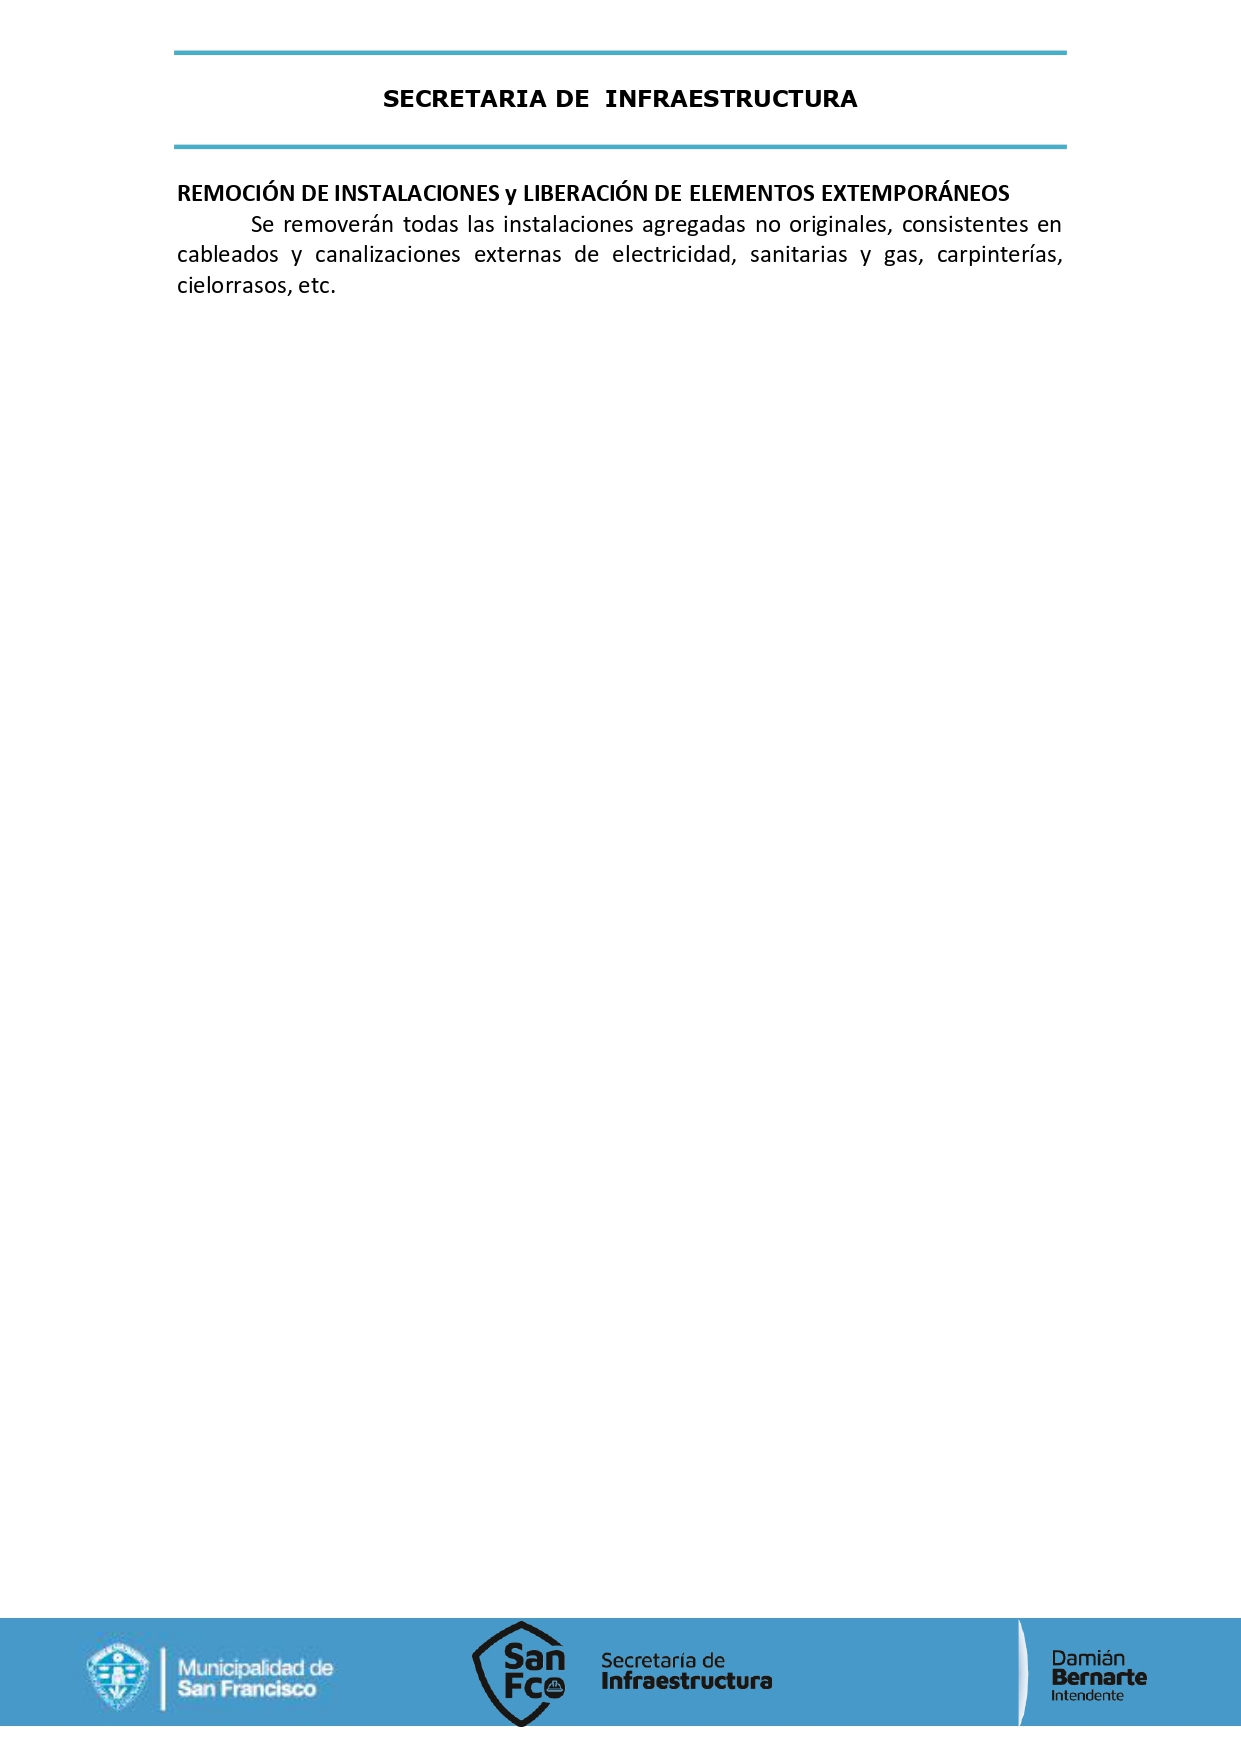 SECRETARIA DE  INFRAESTRUCTURA
REMOCIÓN DE INSTALACIONES y LIBERACIÓN DE ELEMENTOS EXTEMPORÁNEOS
Se removerán todas las instalaciones agregadas no originales, consistentes en
cableados y canalizaciones externas de electricidad, sanitarias y gas, carpinterías,
cielorrasos, etc.
Municipalidad de
San Francisco
San
Fco
Secretaría de
Infraestructura
Damián
Bernarte
Intendente